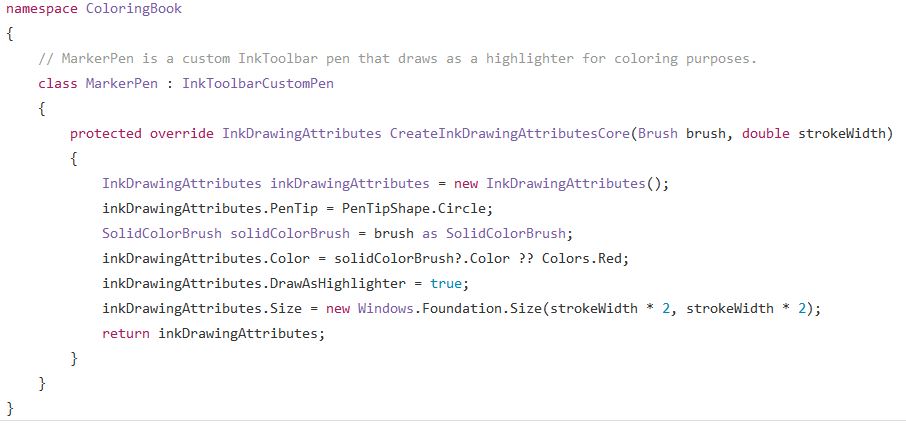 namespace ColoringBook
{
    // MarkerPen is a custom InkToolbar pen that draws as a highlighter for coloring purposes.
    class MarkerPen : InkToolbarCustomPen
    {
        protected override InkDrawingAttributes CreateInkDrawingAttributesCore(Brush brush, double strokeWidth)
        {
            InkDrawingAttributes inkDrawingAttributes = new InkDrawingAttributes();
            inkDrawingAttributes.PenTip = PenTipShape.Circle;
            SolidColorBrush solidColorBrush = brush as SolidColorBrush;
            inkDrawingAttributes.Color = solidColorBrush?.Color ?? Colors.Red;
            inkDrawingAttributes.DrawAsHighlighter = true;
            inkDrawingAttributes.Size = new Windows.Foundation.Size(strokeWidth * 2, strokeWidth * 2);
            return inkDrawingAttributes;
        }
    }
}